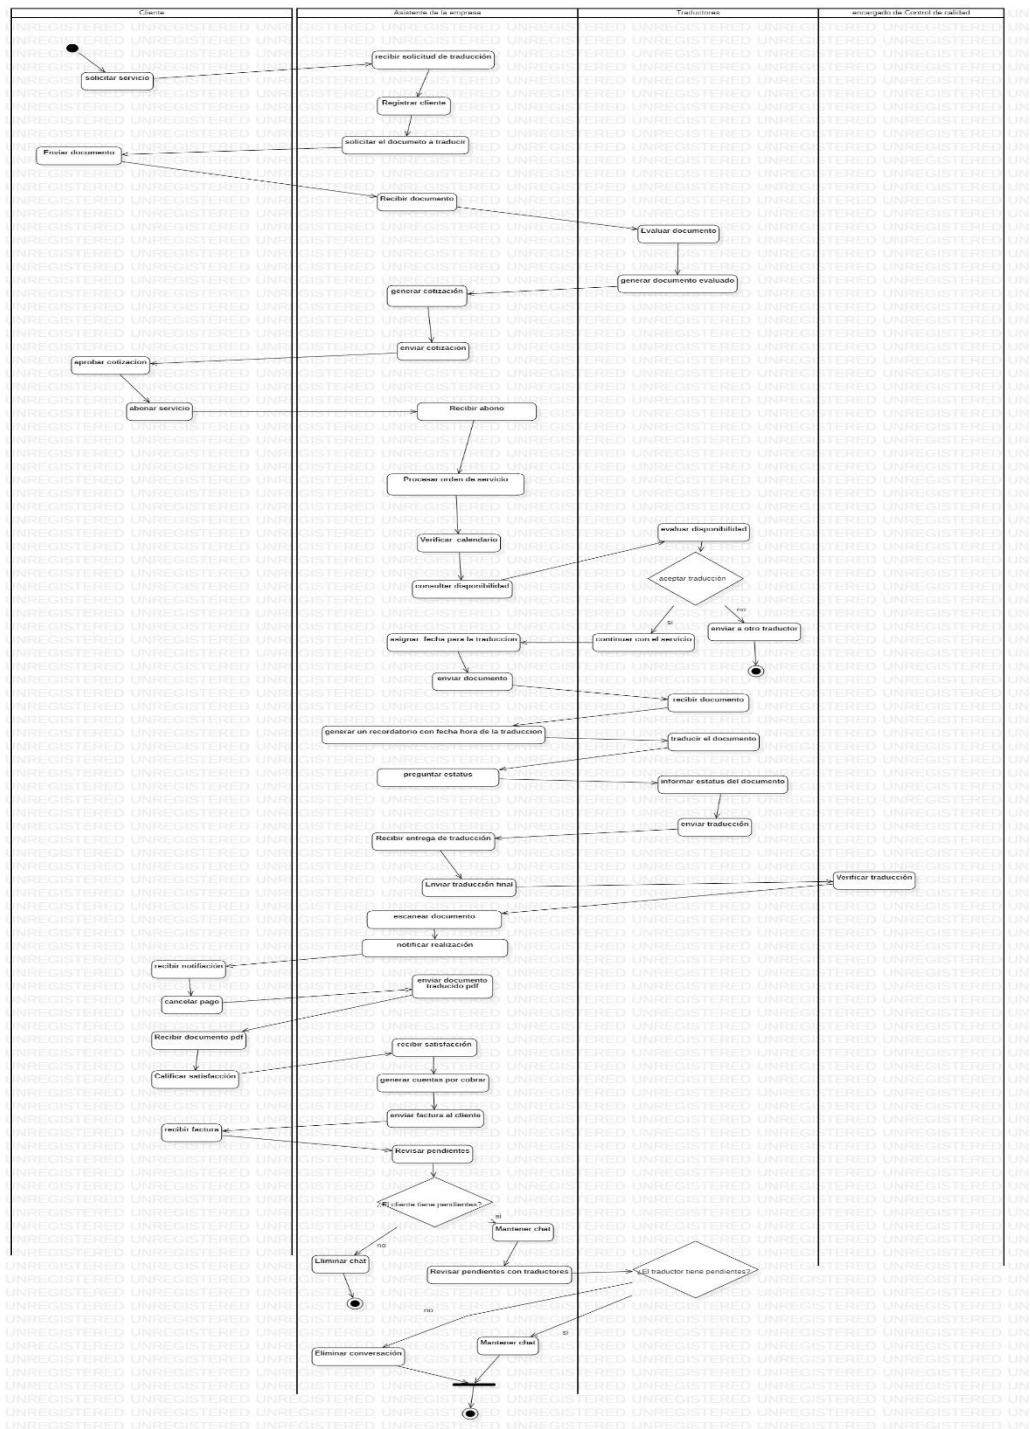 Cliente
Asistente de la empresa
Traductores
encargado de Control de calidad
solicitar servicio
recibir solicitud de traducción
Registrar cliente
solicitar el documeto a traducir
Enviar documento
Recibir documento
Evaluar documento
generar documento evaluado
generar cotización
enviar cotizacion
aprobar cotizacion
abonar servicio
Recibir abono
Procesar orden de servicio
Verificar calendario
consultar disponibilidad
evaluar disponibilidad
aceptar traducción
no
si
enviar a otro traductor
continuar con el servicio
asignar fecha para la traduccion
enviar documento
recibir documento
generar un recordatorio con fecha hora de la traduccion
traducir el documento
preguntar estatus
informar estatus del documento
enviar traducción
Recibir entrega de traducción
Enviar traducción final
Verificar traducción
escanear documento
notificar realización
recibir notifiación
cancelar pago
enviar documento
traducido pdf
Recibir documento pdf
Calificar satisfacción
recibir satisfacción
generar cuentas por cobrar
enviar factura al cliente
recibir factura
Revisar pendientes
¿El cliente tiene pendientes?
si
no
Mantener chat
Eliminar chat
Revisar pendientes con traductores
¿El traductor tiene pendientes?
no
si
Mantener chat
Eliminar conversación
UNREGISTERED